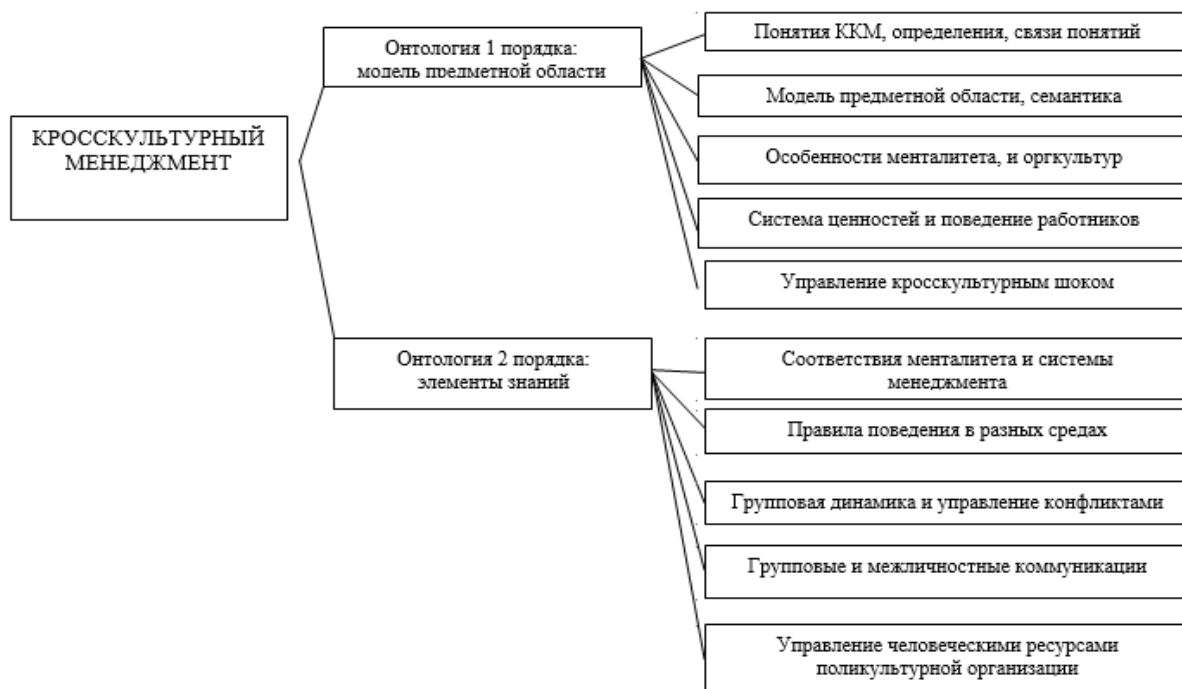 КРОССКУЛЬТУРНЫЙ
МЕНЕДЖМЕНТ
Онтология 1 порядка:
модель предметной области
Понятия ККМ, определения, связи понятий
Модель предметной области, семантика
Особенности менталитета, и оргкультур
Система ценностей и поведение работников
Управление кросскультурным шоком
Онтология 2 порядка:
элементы знаний
Соответствия менталитета и системы
менеджмента
Правила поведения в разных средах
Групповая динамика и управление конфликтами
Групповые и межличностные коммуникации
Управление человеческими ресурсами
поликультурной организации